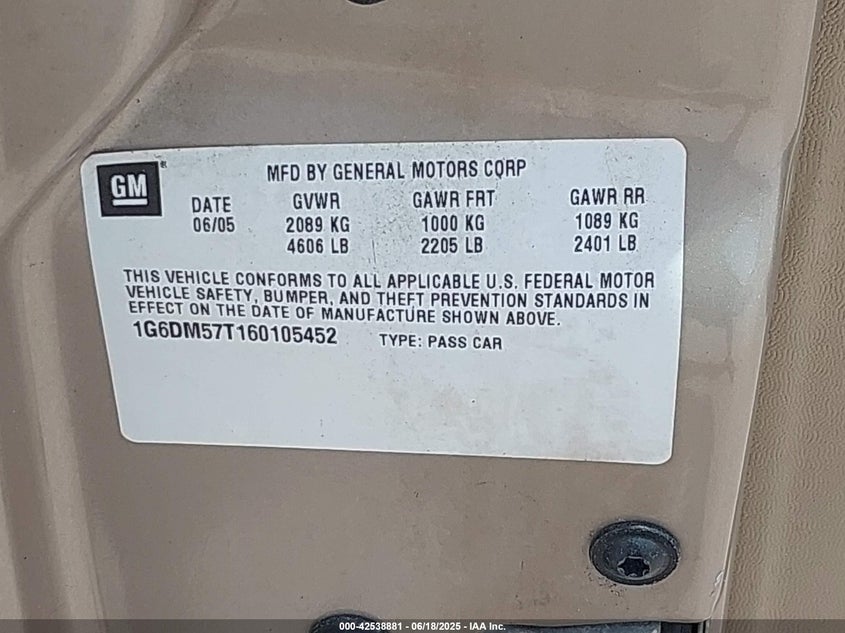 GM®
MFD BY GENERAL MOTORS CORP
DATE GVWR GAWR FRT GAWR RR
06/05 2089 KG 1000 KG 1089 KG
4606 LB 2205 LB 2401 LB
THIS VEHICLE CONFORMS TO ALL APPLICABLE U.S. FEDERAL MOTOR
VEHICLE SAFETY, BUMPER, AND THEFT PREVENTION STANDARDS IN
EFFECT ON THE DATE OF MANUFACTURE SHOWN ABOVE.
1G6DM57T160105452 TYPE: PASS CAR
000-42538881 - 06/18/2025 - IAA Inc.